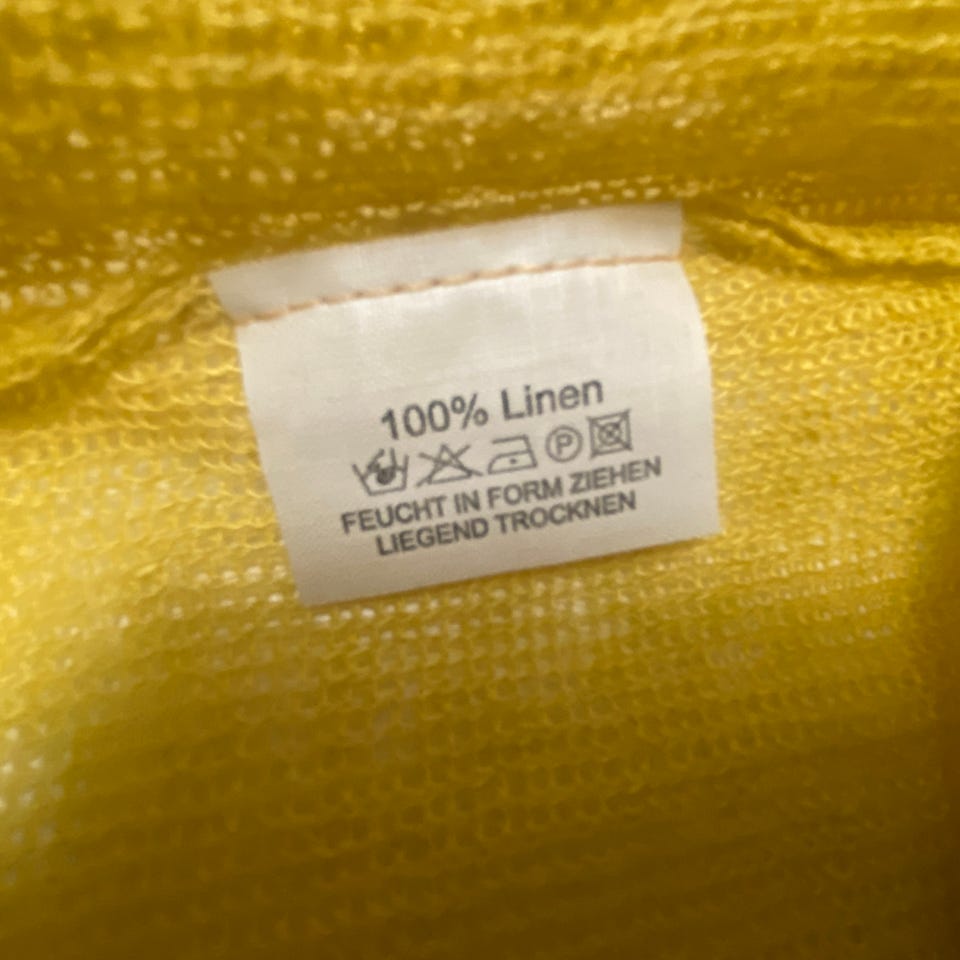 100% Linen
P
FEUCHT IN FORM ZIEHEN
LIEGEND TROCKNEN